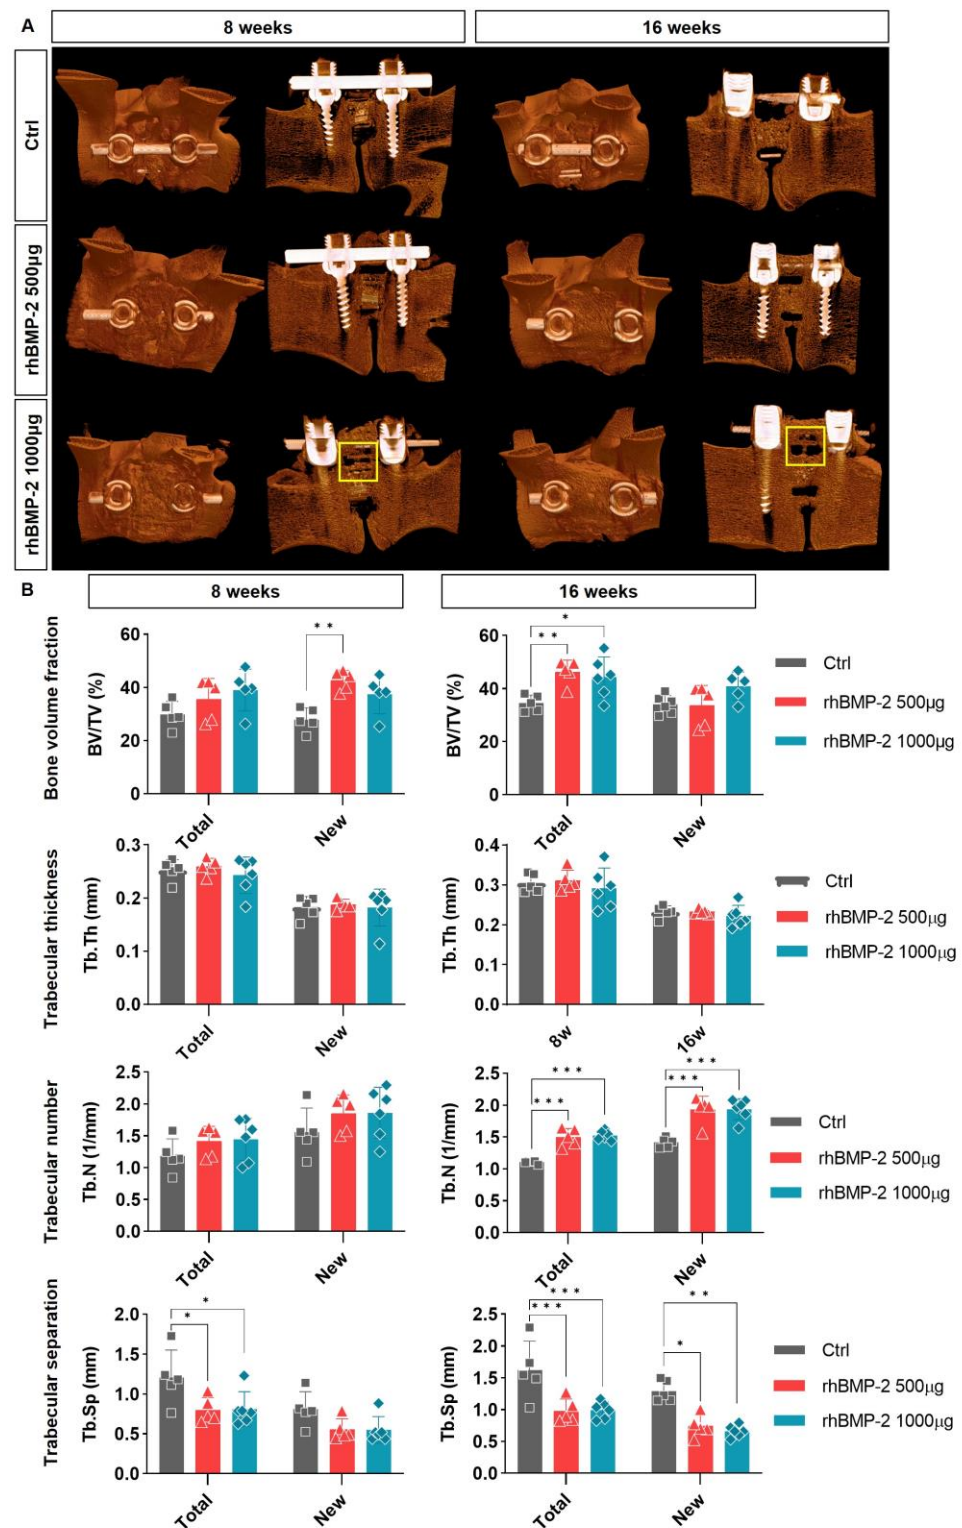 A
8 weeks
16 weeks
Ctrl
rhBMP-2 500µg
rhBMP-2 1000µg
B
8 weeks
16 weeks
Bone volume fraction
BV/TV (%)
60
40
20
0
* *
Total
New
BV/TV (%)
60
40
20
0
*
* *
Total
New
Ctrl
rhBMP-2 500µg
rhBMP-2 1000µg
Trabecular thickness
Tb.Th (mm)
0.3
0.2
0.1
0.0
Total
New
Tb.Th (mm)
0.4
0.3
0.2
0.1
0.0
8w
16w
Ctrl
rhBMP-2 500µg
rhBMP-2 1000µg
Trabecular number
Tb.N (1/mm)
2.5
2.0
1.5
1.0
0.5
0.0
Total
New
Tb.N (1/mm)
2.5
2.0
1.5
1.0
0.5
0.0
* * *
* * *
* * *
* * *
Total
New
Ctrl
rhBMP-2 500µg
rhBMP-2 1000µg
Trabecular separation
Tb.Sp (mm)
2.0
1.5
1.0
0.5
0.0
*
*
Total
New
Tb.Sp (mm)
2.5
2.0
1.5
1.0
0.5
0.0
* * *
* * *
* *
*
Total
New
Ctrl
rhBMP-2 500µg
rhBMP-2 1000µg